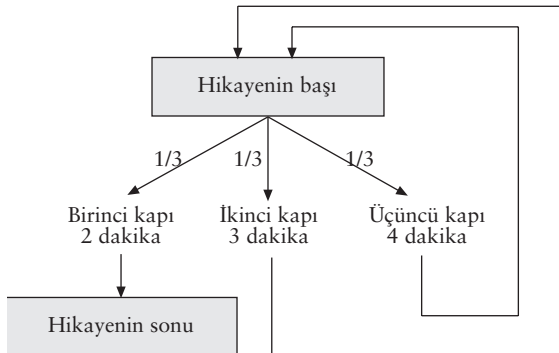 Hikayenin başı
1/3 1/3 1/3
Birinci kapı
2 dakika
İkinci kapı
3 dakika
Üçüncü kapı
4 dakika
Hikayenin sonu